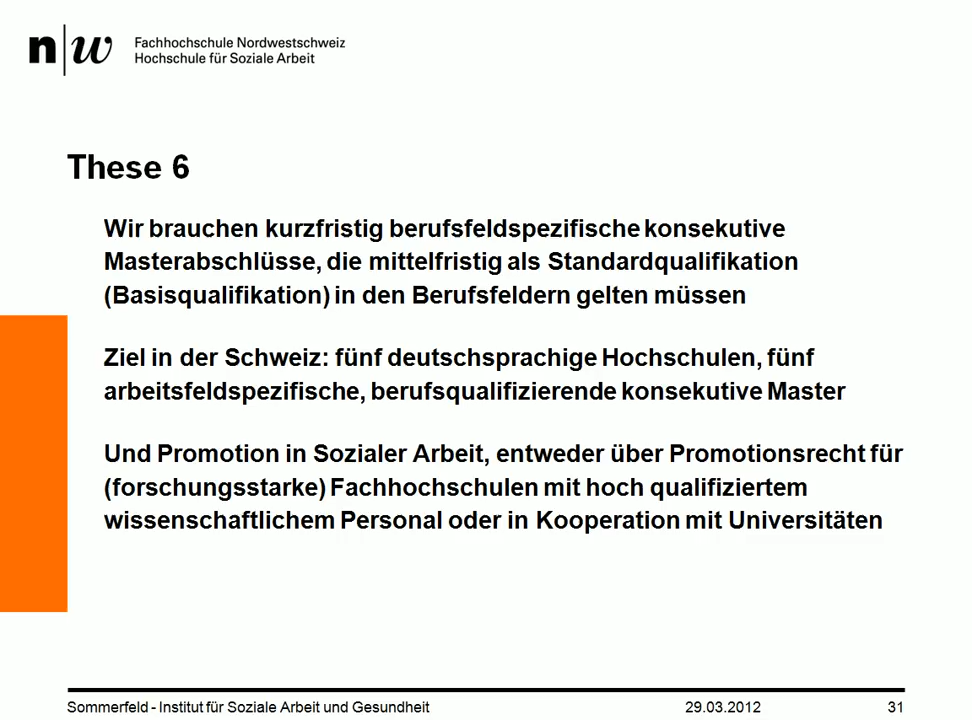 n|w Fachhochschule Nordwestschweiz
Hochschule für Soziale Arbeit
These 6
Wir brauchen kurzfristig berufsfeldspezifische konsekutive
Masterabschlüsse, die mittelfristig als Standardqualifikation
(Basisqualifikation) in den Berufsfeldern gelten müssen
Ziel in der Schweiz: fünf deutschsprachige Hochschulen, fünf
arbeitsfeldspezifische, berufsqualifizierende konsekutive Master
Und Promotion in Sozialer Arbeit, entweder über Promotionsrecht für
(forschungsstarke) Fachhochschulen mit hoch qualifiziertem
wissenschaftlichem Personal oder in Kooperation mit Universitäten
Sommerfeld - Institut für Soziale Arbeit und Gesundheit 29.03.2012 31